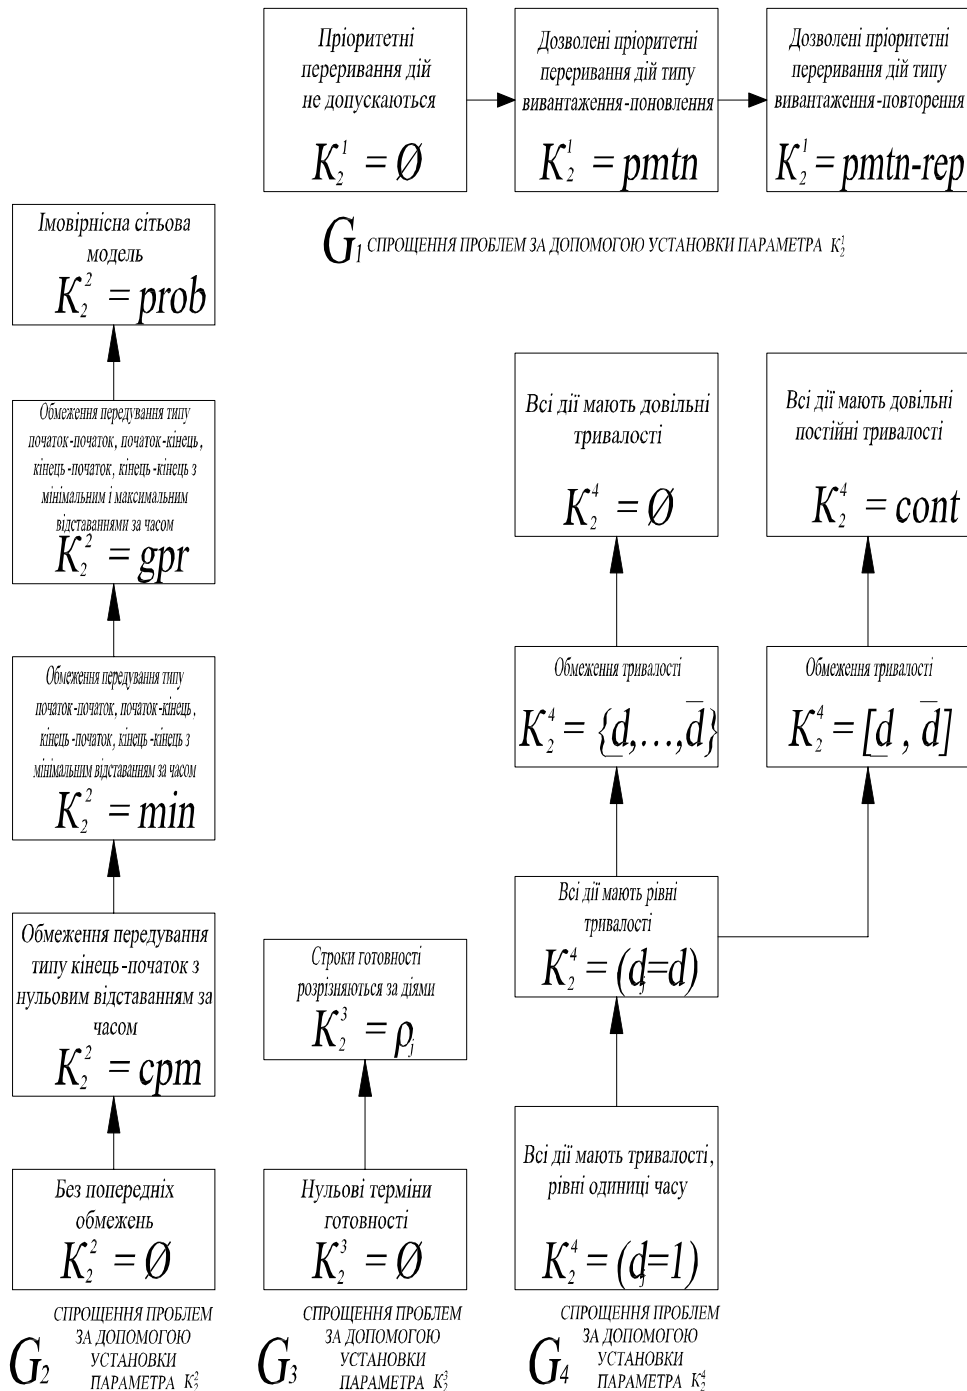 Пріоритетні
переривання дій
не допускаються
K₂¹ = Ø
Дозволені пріоритетні
переривання дій типу
вивантаження-поновлення
K₂¹ = pmtn
Дозволені пріоритетні
переривання дій типу
вивантаження-повторення
K₂¹ = pmtn-rep
G₁ СПРОЩЕННЯ ПРОБЛЕМ ЗА ДОПОМОГОЮ УСТАНОВКИ ПАРАМЕТРА K₂¹
Імовірнісна сітьова
модель
K₂² = prob
Обмеження передування типу
початок-початок, початок-кінець,
кінець-початок, кінець-кінець з
мінімальним і максимальним
відставаннями за часом
K₂² = gpr
Обмеження передування типу
початок-початок, початок-кінець,
кінець-початок, кінець-кінець з
мінімальним відставанням за часом
K₂² = min
Обмеження передування
типу кінець-початок з
нульовим відставанням за
часом
K₂² = cpm
Без попередніх
обмежень
K₂² = Ø
G₂ СПРОЩЕННЯ ПРОБЛЕМ
ЗА ДОПОМОГОЮ
УСТАНОВКИ
ПАРАМЕТРА K₂²
Строки готовності
розрізняються за діями
K₂³ = ρⱼ
Нульові терміни
готовності
K₂³ = Ø
G₃ СПРОЩЕННЯ ПРОБЛЕМ
ЗА ДОПОМОГОЮ
УСТАНОВКИ
ПАРАМЕТРА K₂³
Всі дії мають довільні
тривалості
K₂⁴ = Ø
Всі дії мають довільні
постійні тривалості
K₂⁴ = cont
Обмеження тривалості
K₂⁴ = {d̲,...,d̅}
Обмеження тривалості
K₂⁴ = [d̲ , d̅]
Всі дії мають рівні
тривалості
K₂⁴ = (dⱼ=d)
Всі дії мають тривалості,
рівні одиниці часу
K₂⁴ = (dⱼ=1)
G₄ СПРОЩЕННЯ ПРОБЛЕМ
ЗА ДОПОМОГОЮ
УСТАНОВКИ
ПАРАМЕТРА K₂⁴